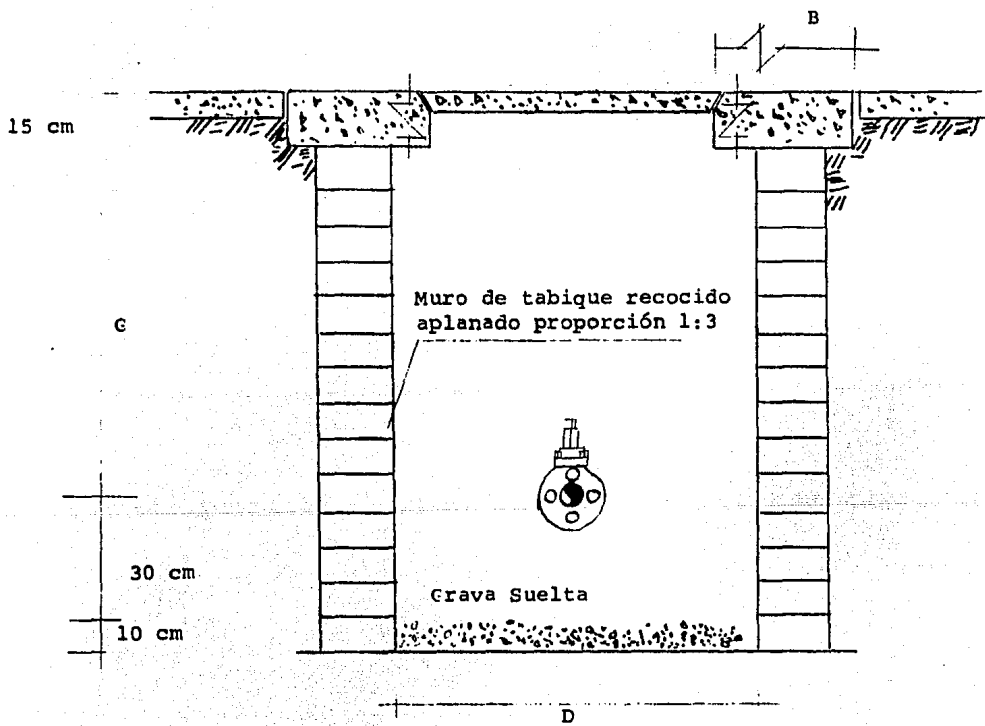 B
15 cm
Muro de tabique recocido
aplanado proporción 1:3
G
30 cm
Grava Suelta
10 cm
D